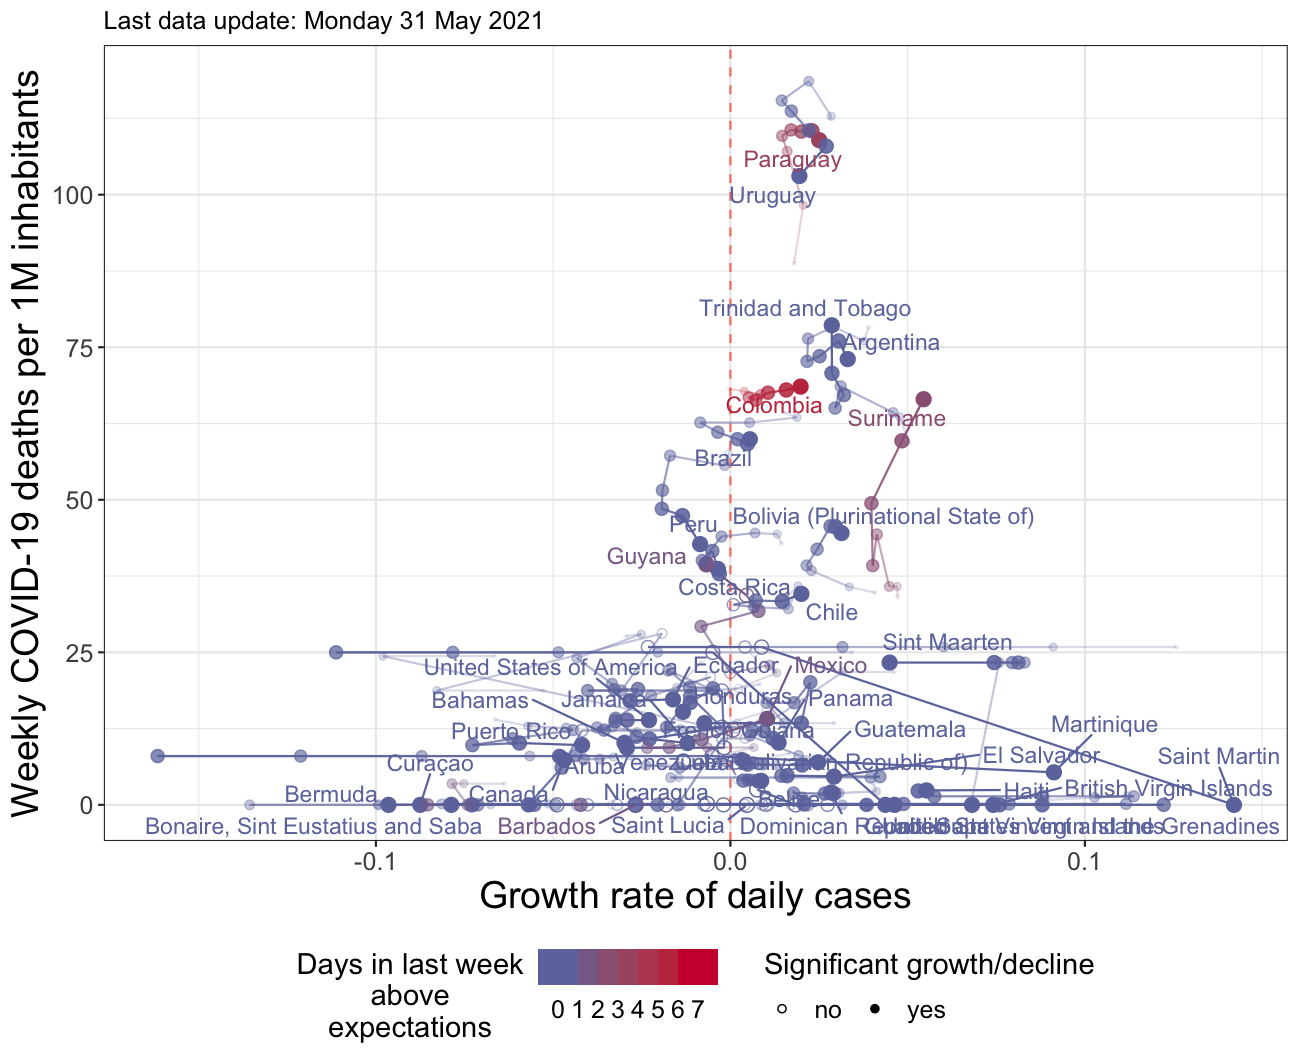 Last data update: Monday 31 May 2021
Weekly COVID-19 deaths per 1M inhabitants
100
75
50
25
0
Paraguay
Uruguay
Trinidad and Tobago
Argentina
Colombia
Suriname
Brazil
Peru
Bolivia (Plurinational State of)
Guyana
Costa Rica
Chile
Sint Maarten
United States of America
Ecuador
Mexico
Bahamas
Jamaica
Honduras
Panama
Puerto Rico
Guatemala
Martinique
Curaçao
Aruba
El Salvador
Saint Martin
Bermuda
Canada
Nicaragua
Belize
Haiti
British Virgin Islands
Bonaire, Sint Eustatius and Saba
Barbados
Saint Lucia
-0.1
0.0
0.1
Growth rate of daily cases
Days in last week
above
expectations
0 1 2 3 4 5 6 7
Significant growth/decline
no
yes